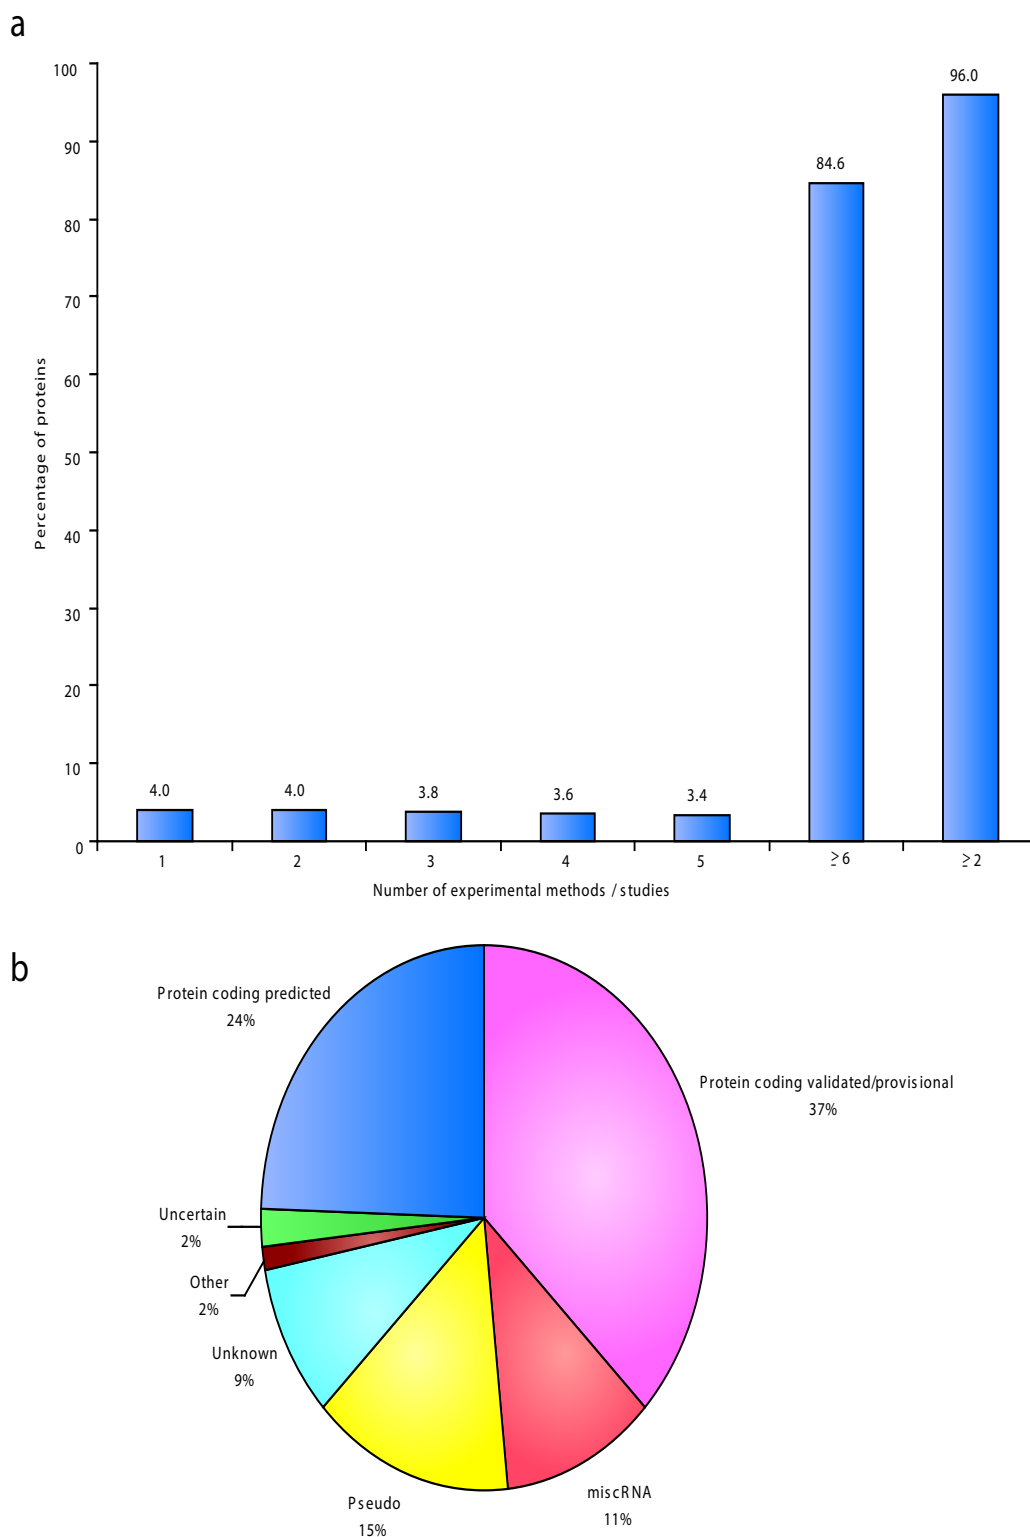 a
100
90
80
70
60
50
40
30
20
10
0
Percentage of proteins
4.0
4.0
3.8
3.6
3.4
84.6
96.0
1
2
3
4
5
≥ 6
≥ 2
Number of experimental methods / studies
b
Protein coding predicted
24%
Protein coding validated/provisional
37%
Uncertain
2%
Other
2%
Unknown
9%
Pseudo
15%
miscRNA
11%